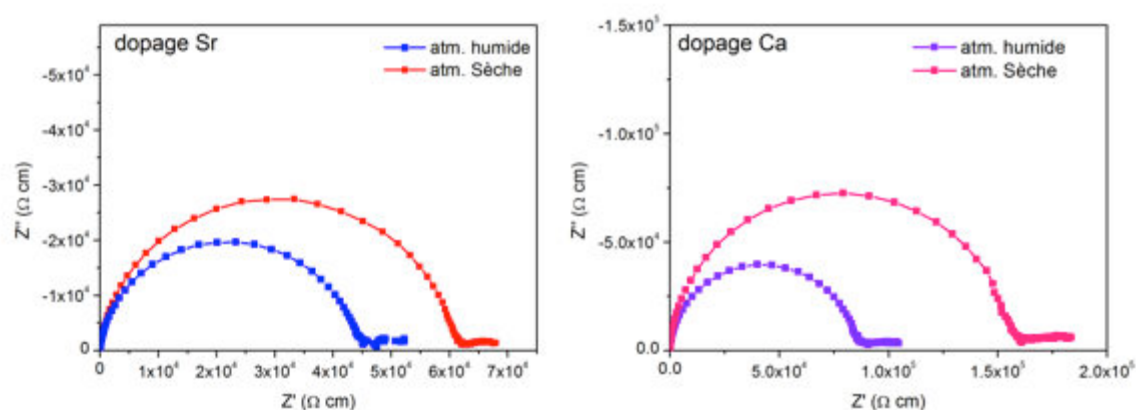 dopage Sr
atm. humide
atm. Sèche
-5x10⁴
-4x10⁴
-3x10⁴
-2x10⁴
-1x10⁴
0
Z'' (Ω cm)
0 1x10⁴ 2x10⁴ 3x10⁴ 4x10⁴ 5x10⁴ 6x10⁴ 7x10⁴
Z' (Ω cm)
dopage Ca
atm. humide
atm. Sèche
-1.5x10⁵
-1.0x10⁵
-5.0x10⁴
0.0
Z'' (Ω cm)
0.0 5.0x10⁴ 1.0x10⁵ 1.5x10⁵ 2.0x10⁵
Z' (Ω cm)